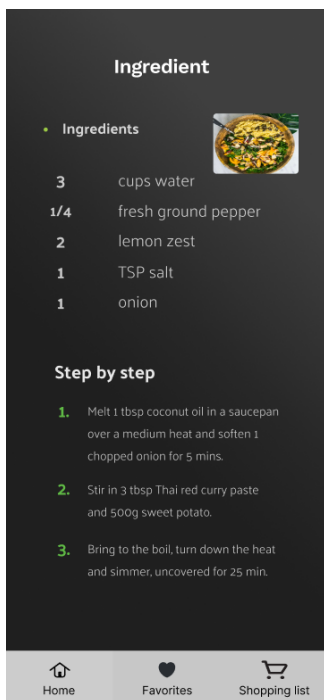 Ingredient
Ingredients
3 cups water
1/4 fresh ground pepper
2 lemon zest
1 TSP salt
1 onion
Step by step
1. Melt 1 tbsp coconut oil in a saucepan
over a medium heat and soften 1
chopped onion for 5 mins.
2. Stir in 3 tbsp Thai red curry paste
and 500g sweet potato.
3. Bring to the boil, turn down the heat
and simmer, uncovered for 25 min.
Home Favorites Shopping list